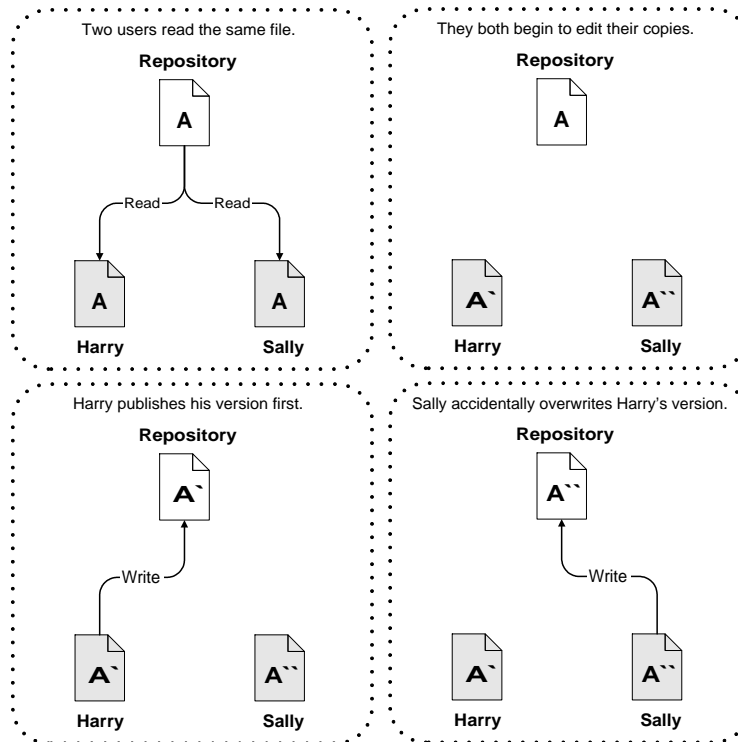 Two users read the same file.
Repository
A
Read Read
A A
Harry Sally
They both begin to edit their copies.
Repository
A
A` A``
Harry Sally
Harry publishes his version first.
Repository
A`
Write
A` A``
Harry Sally
Sally accidentally overwrites Harry’s version.
Repository
A``
Write
A` A``
Harry Sally